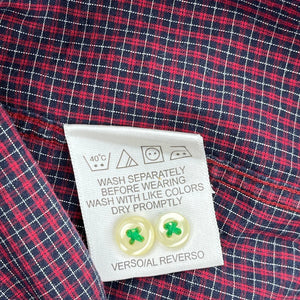 40°C
WASH SEPARATELY
BEFORE WEARING
WASH WITH LIKE COLORS
DRY PROMPTLY
VERSO/AL REVERSO